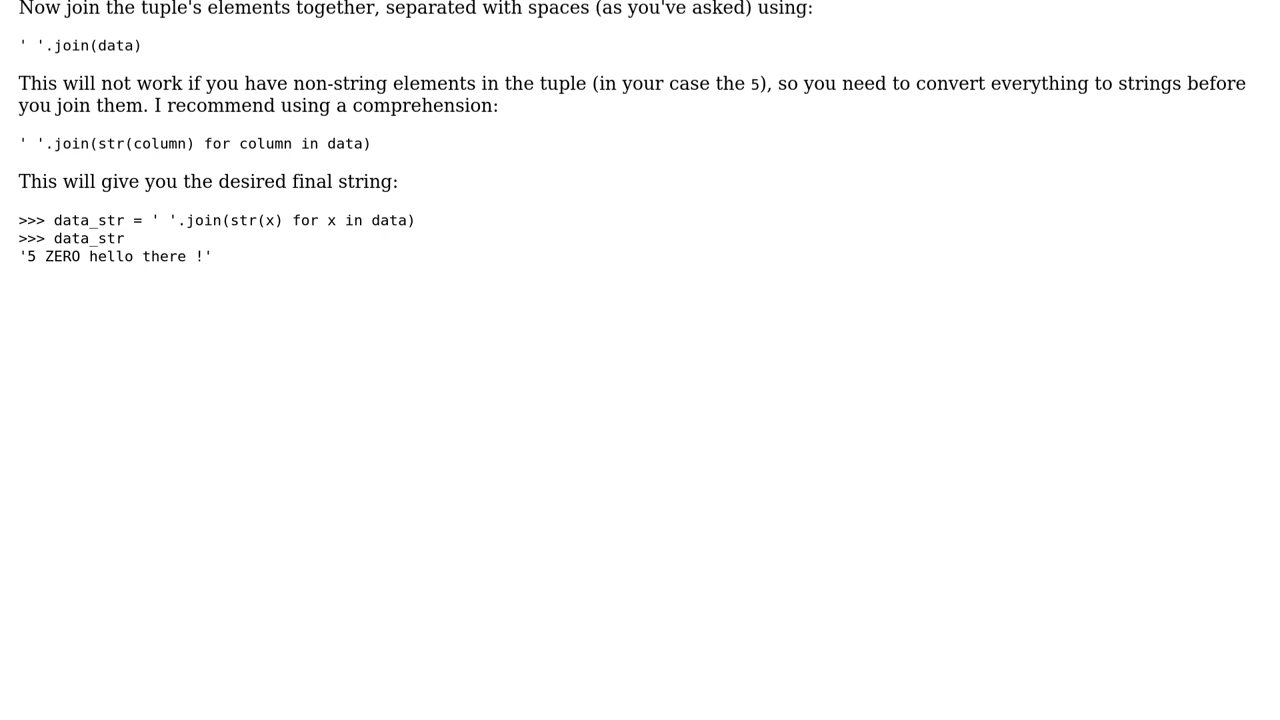 Now join the tuple's elements together, separated with spaces (as you've asked) using:
' '.join(data)
This will not work if you have non-string elements in the tuple (in your case the 5), so you need to convert everything to strings before
you join them. I recommend using a comprehension:
' '.join(str(column) for column in data)
This will give you the desired final string:
>>> data_str = ' '.join(str(x) for x in data)
>>> data_str
'5 ZERO hello there !'